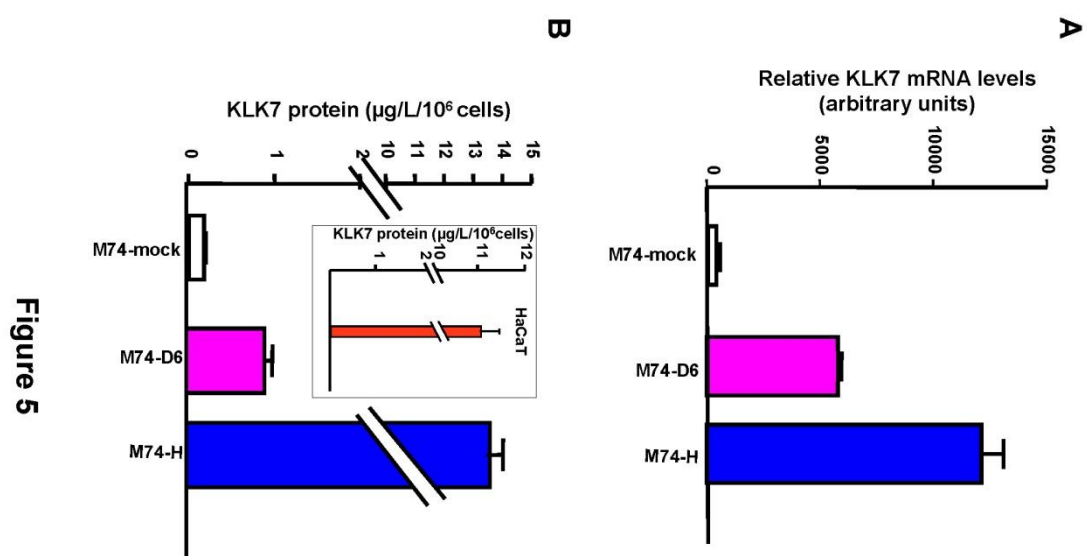 A
Relative KLK7 mRNA levels
(arbitrary units)
0
5000
10000
15000
M74-mock
M74-D6
M74-H
B
KLK7 protein (µg/L/10⁶ cells)
0
1
2
10
11
12
13
14
15
M74-mock
M74-D6
M74-H
KLK7 protein (µg/L/10⁶cells)
1
2
10
11
12
HaCaT
Figure 5